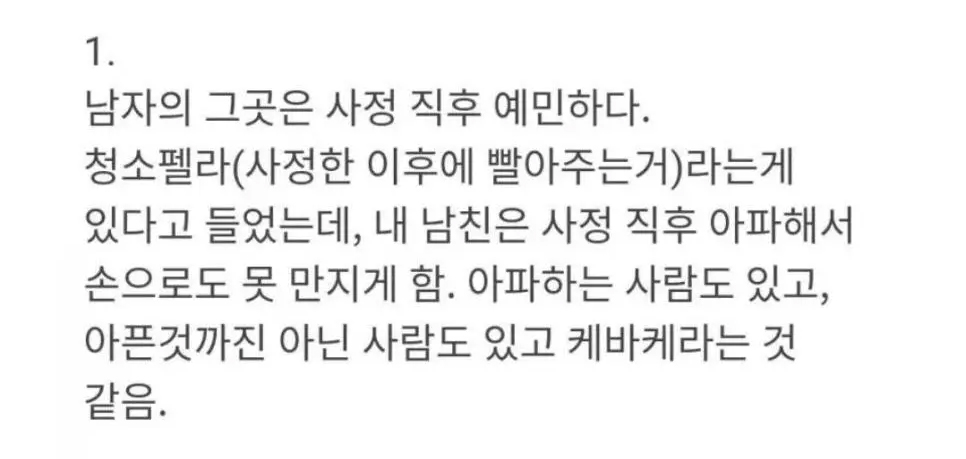 1.
남자의 그곳은 사정 직후 예민하다.
청소펠라(사정한 이후에 빨아주는거)라는게
있다고 들었는데, 내 남친은 사정 직후 아파해서
손으로도 못 만지게 함. 아파하는 사람도 있고,
아픈것까진 아닌 사람도 있고 케바케라는 것
같음.